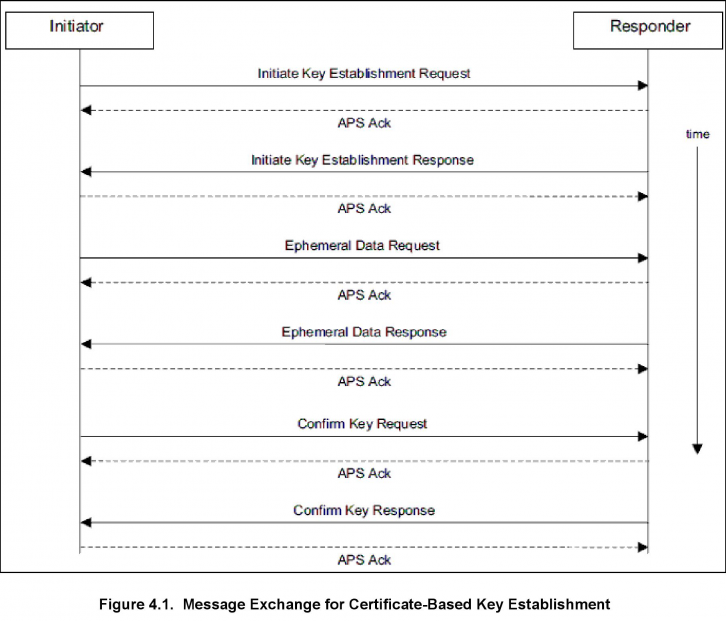 Initiator
Responder
Initiate Key Establishment Request
APS Ack
time
Initiate Key Establishment Response
APS Ack
Ephemeral Data Request
APS Ack
Ephemeral Data Response
APS Ack
Confirm Key Request
APS Ack
Confirm Key Response
APS Ack
Figure 4.1. Message Exchange for Certificate-Based Key Establishment